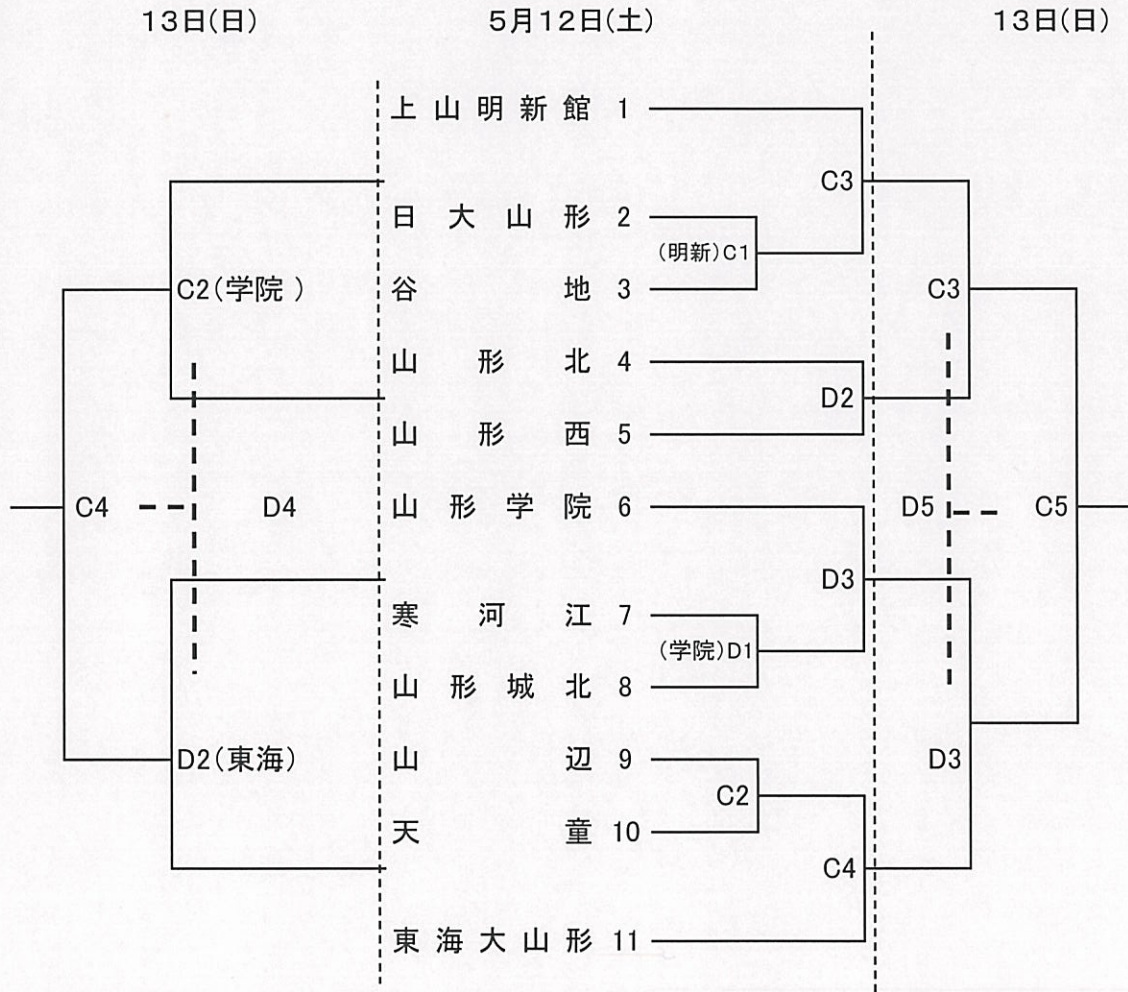 13日(日) 5月12日(土) 13日(日)
上山明新館 1
C3
日大山形 2
(明新)C1
C2(学院 ) 谷地 3 C3
山形北 4
D2
山形西 5
C4 D4 山形学院 6 D5 C5
D3
寒河江 7
(学院)D1
山形城北 8
D2(東海) 山辺 9 D3
C2
天童 10
C4
東海大山形 11